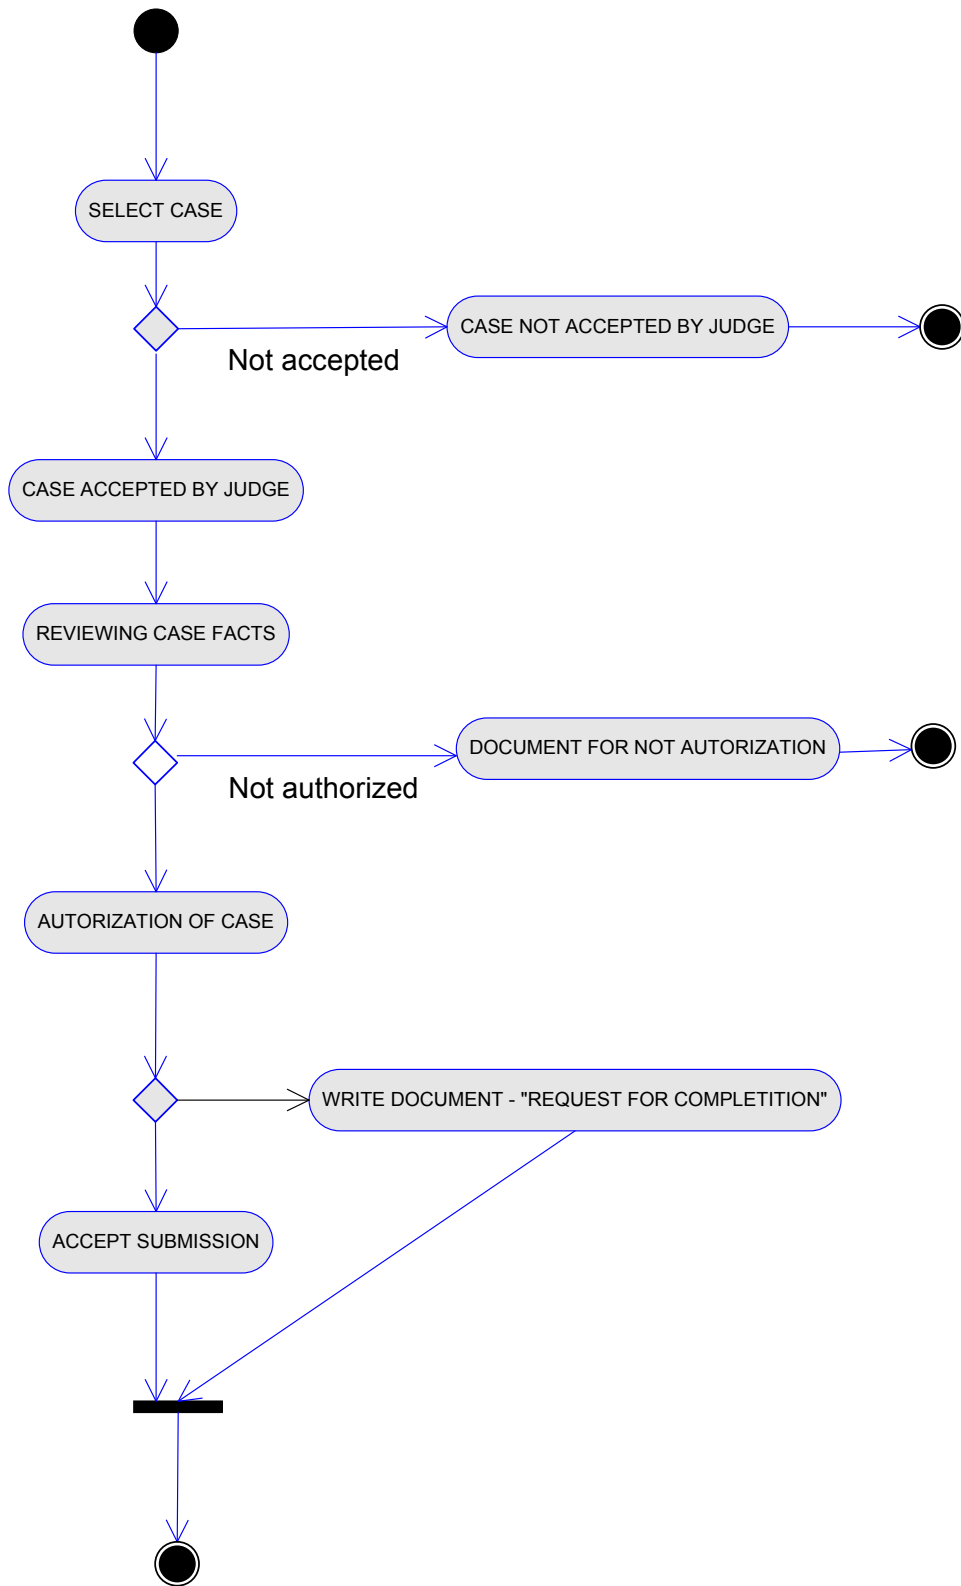 SELECT CASE
CASE NOT ACCEPTED BY JUDGE
Not accepted
CASE ACCEPTED BY JUDGE
REVIEWING CASE FACTS
DOCUMENT FOR NOT AUTORIZATION
Not authorized
AUTORIZATION OF CASE
WRITE DOCUMENT - "REQUEST FOR COMPLETITION"
ACCEPT SUBMISSION